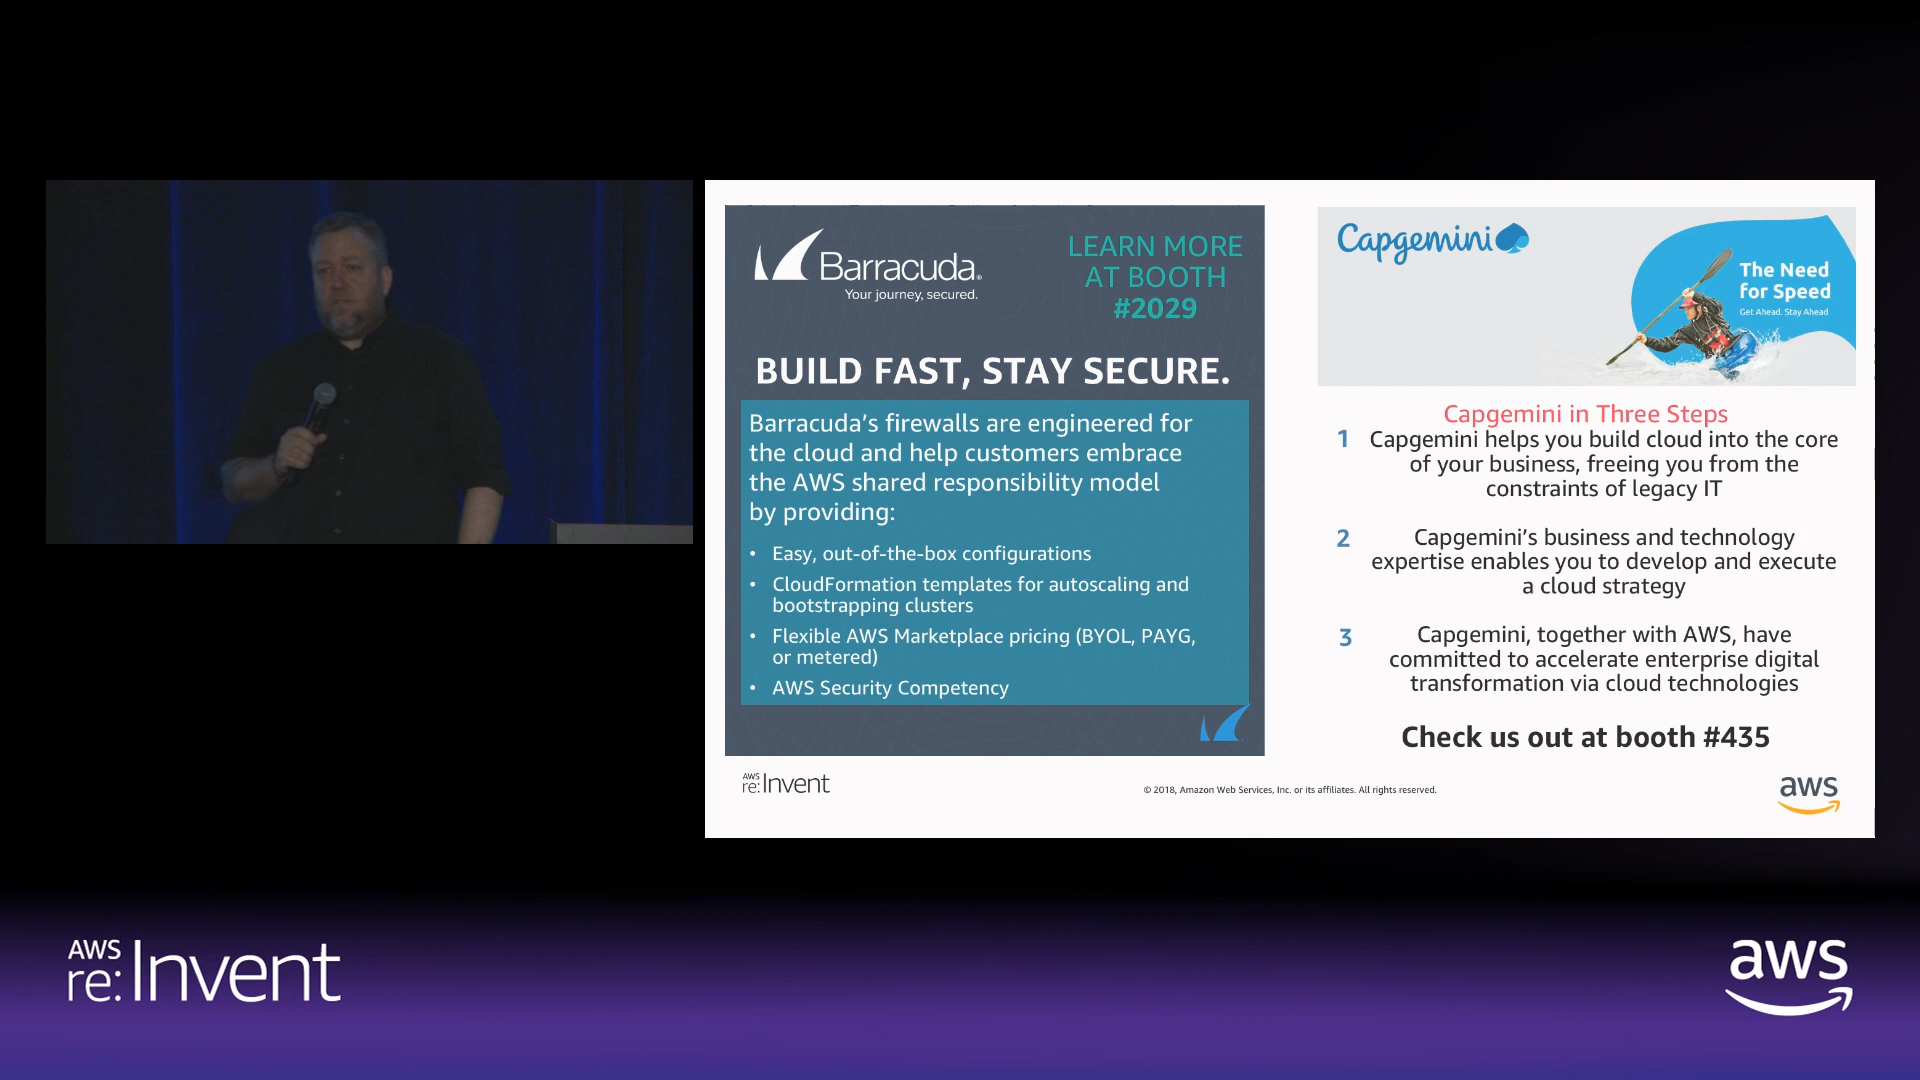 Barracuda.
Your journey, secured.
LEARN MORE
AT BOOTH
#2029
BUILD FAST, STAY SECURE.
Barracuda's firewalls are engineered for
the cloud and help customers embrace
the AWS shared responsibility model
by providing:
• Easy, out-of-the-box configurations
• CloudFormation templates for autoscaling and
bootstrapping clusters
• Flexible AWS Marketplace pricing (BYOL, PAYG,
or metered)
• AWS Security Competency
Capgemini
The Need
for Speed
Get Ahead. Stay Ahead
Capgemini in Three Steps
1 Capgemini helps you build cloud into the core
of your business, freeing you from the
constraints of legacy IT
2 Capgemini's business and technology
expertise enables you to develop and execute
a cloud strategy
3 Capgemini, together with AWS, have
committed to accelerate enterprise digital
transformation via cloud technologies
Check us out at booth #435
AWS
re:Invent
© 2018, Amazon Web Services, Inc. or its affiliates. All rights reserved.
aws
AWS
re:Invent
aws